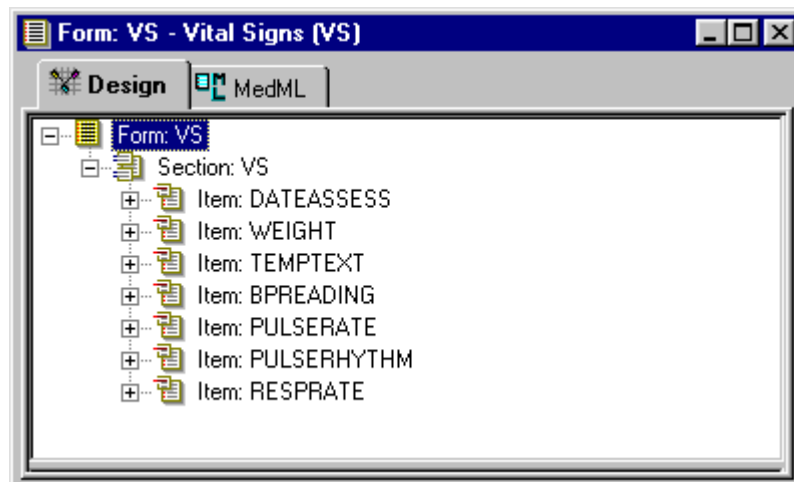 Form: VS - Vital Signs (VS)
Design MedML
Form: VS
Section: VS
Item: DATEASSESS
Item: WEIGHT
Item: TEMPTEXT
Item: BPREADING
Item: PULSERATE
Item: PULSERHYTHM
Item: RESPRATE